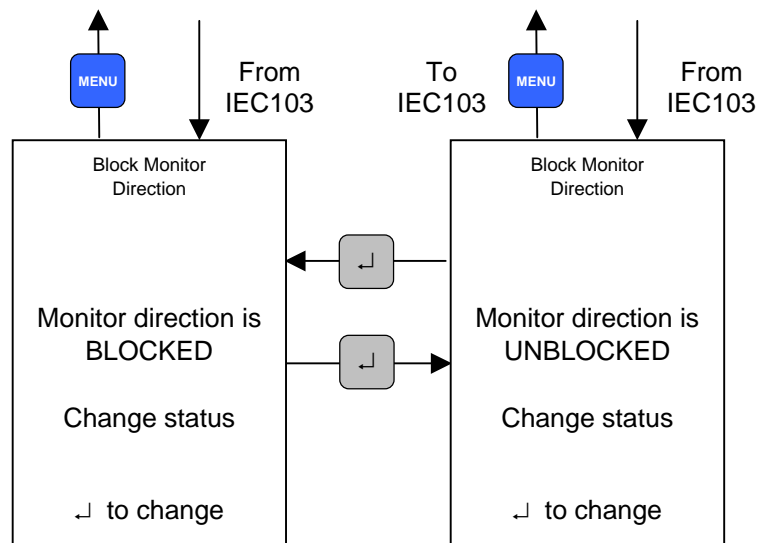 MENU
From
IEC103
To
IEC103
MENU
From
IEC103
Block Monitor
Direction
Monitor direction is
BLOCKED
Change status
↵ to change
↵
↵
Block Monitor
Direction
Monitor direction is
UNBLOCKED
Change status
↵ to change